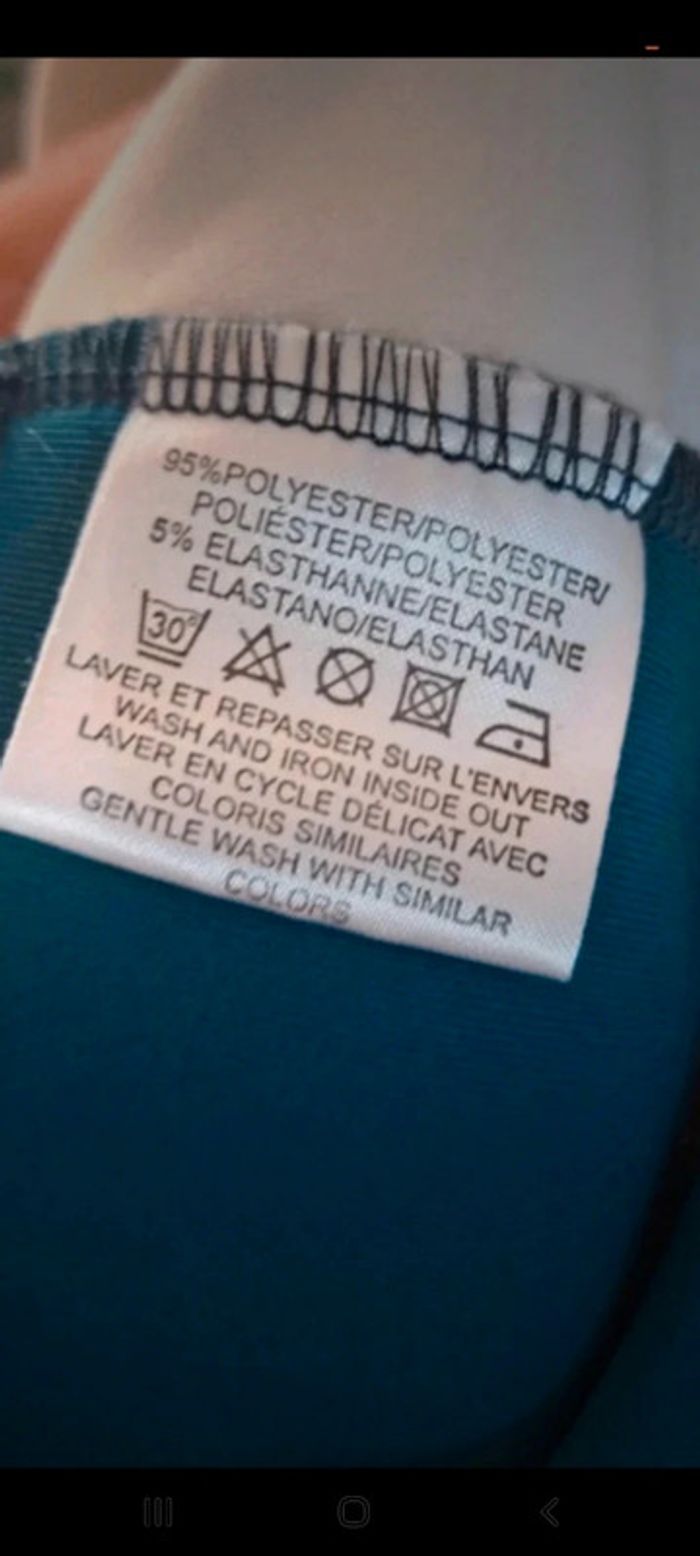 95%POLYESTER/POLYESTER/
POLIÉSTER/POLYESTER
5% ELASTHANNE/ELASTANE
ELASTANO/ELASTHAN
30°
LAVER ET REPASSER SUR L'ENVERS
WASH AND IRON INSIDE OUT
LAVER EN CYCLE DÉLICAT AVEC
COLORIS SIMILAIRES
GENTLE WASH WITH SIMILAR
COLORS